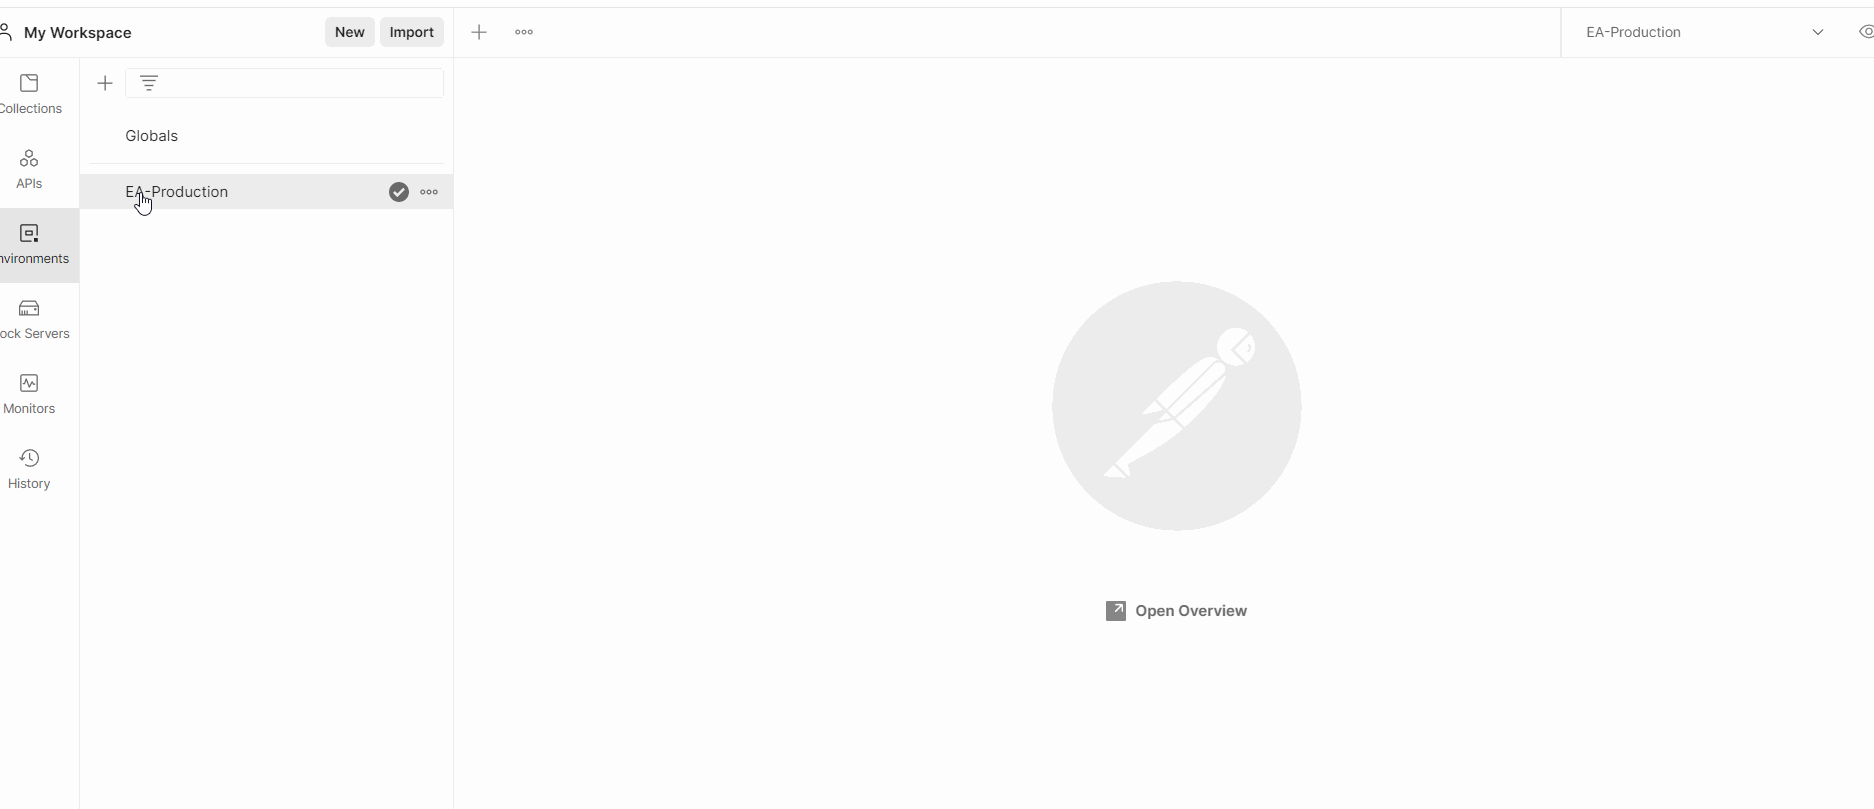 My Workspace
New
Import
EA-Production
Collections
APIs
nvironments
ock Servers
Monitors
History
Globals
EA-Production
Open Overview